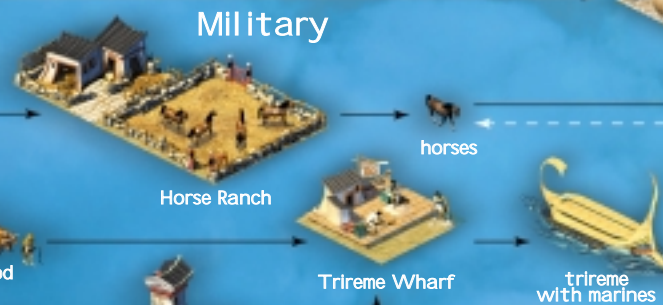 Military
horses
Horse Ranch
Trireme Wharf
trireme
with marines